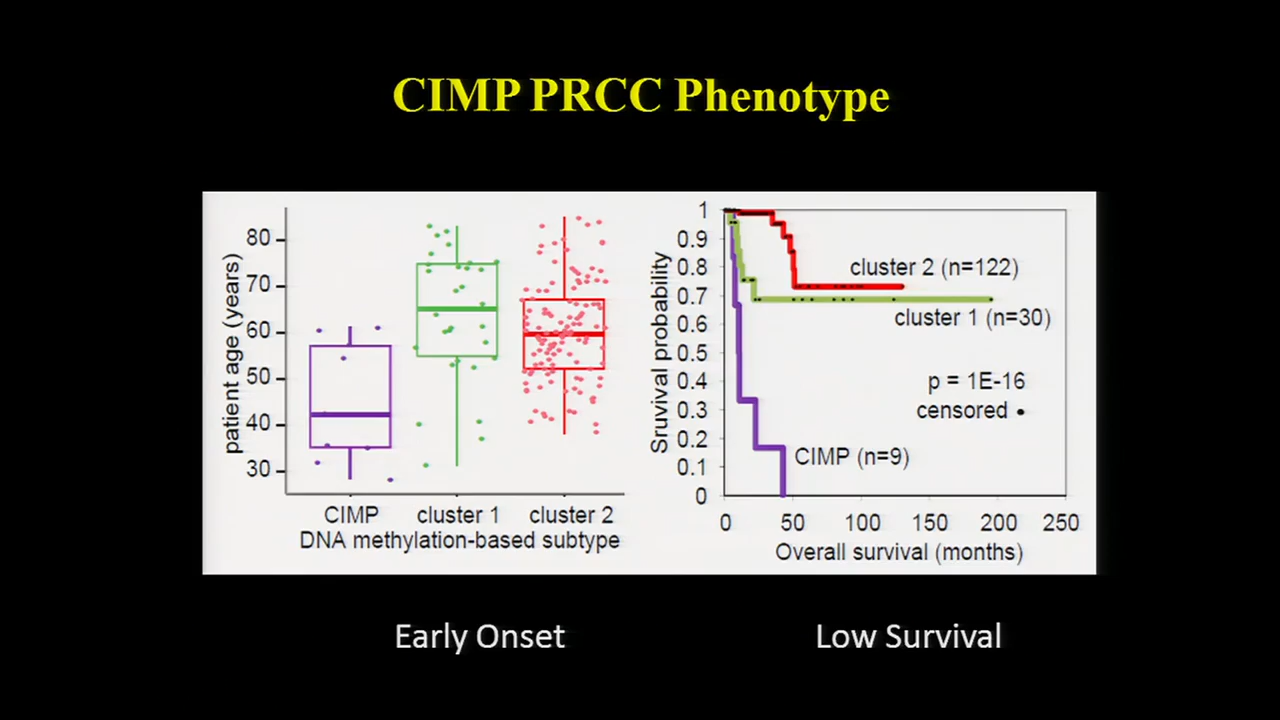 CIMP PRCC Phenotype
patient age (years)
80
70
60
50
40
30
CIMP cluster 1 cluster 2
DNA methylation-based subtype
Sruvival probability
1
0.9
0.8
0.7
0.6
0.5
0.4
0.3
0.2
0.1
0
cluster 2 (n=122)
cluster 1 (n=30)
p = 1E-16
censored •
CIMP (n=9)
0 50 100 150 200 250
Overall survival (months)
Early Onset
Low Survival